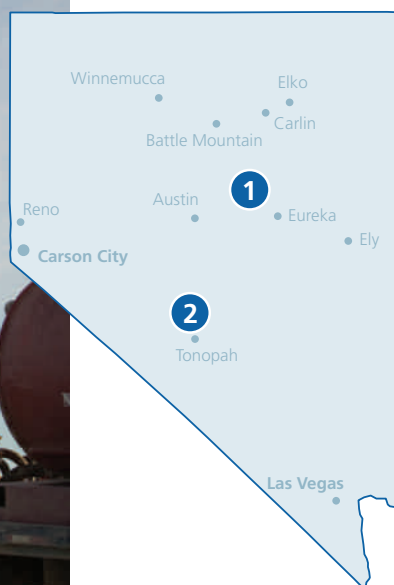 Winnemucca
Elko
Carlin
Battle Mountain
1
Austin
Reno
Eureka
Ely
Carson City
2
Tonopah
Las Vegas